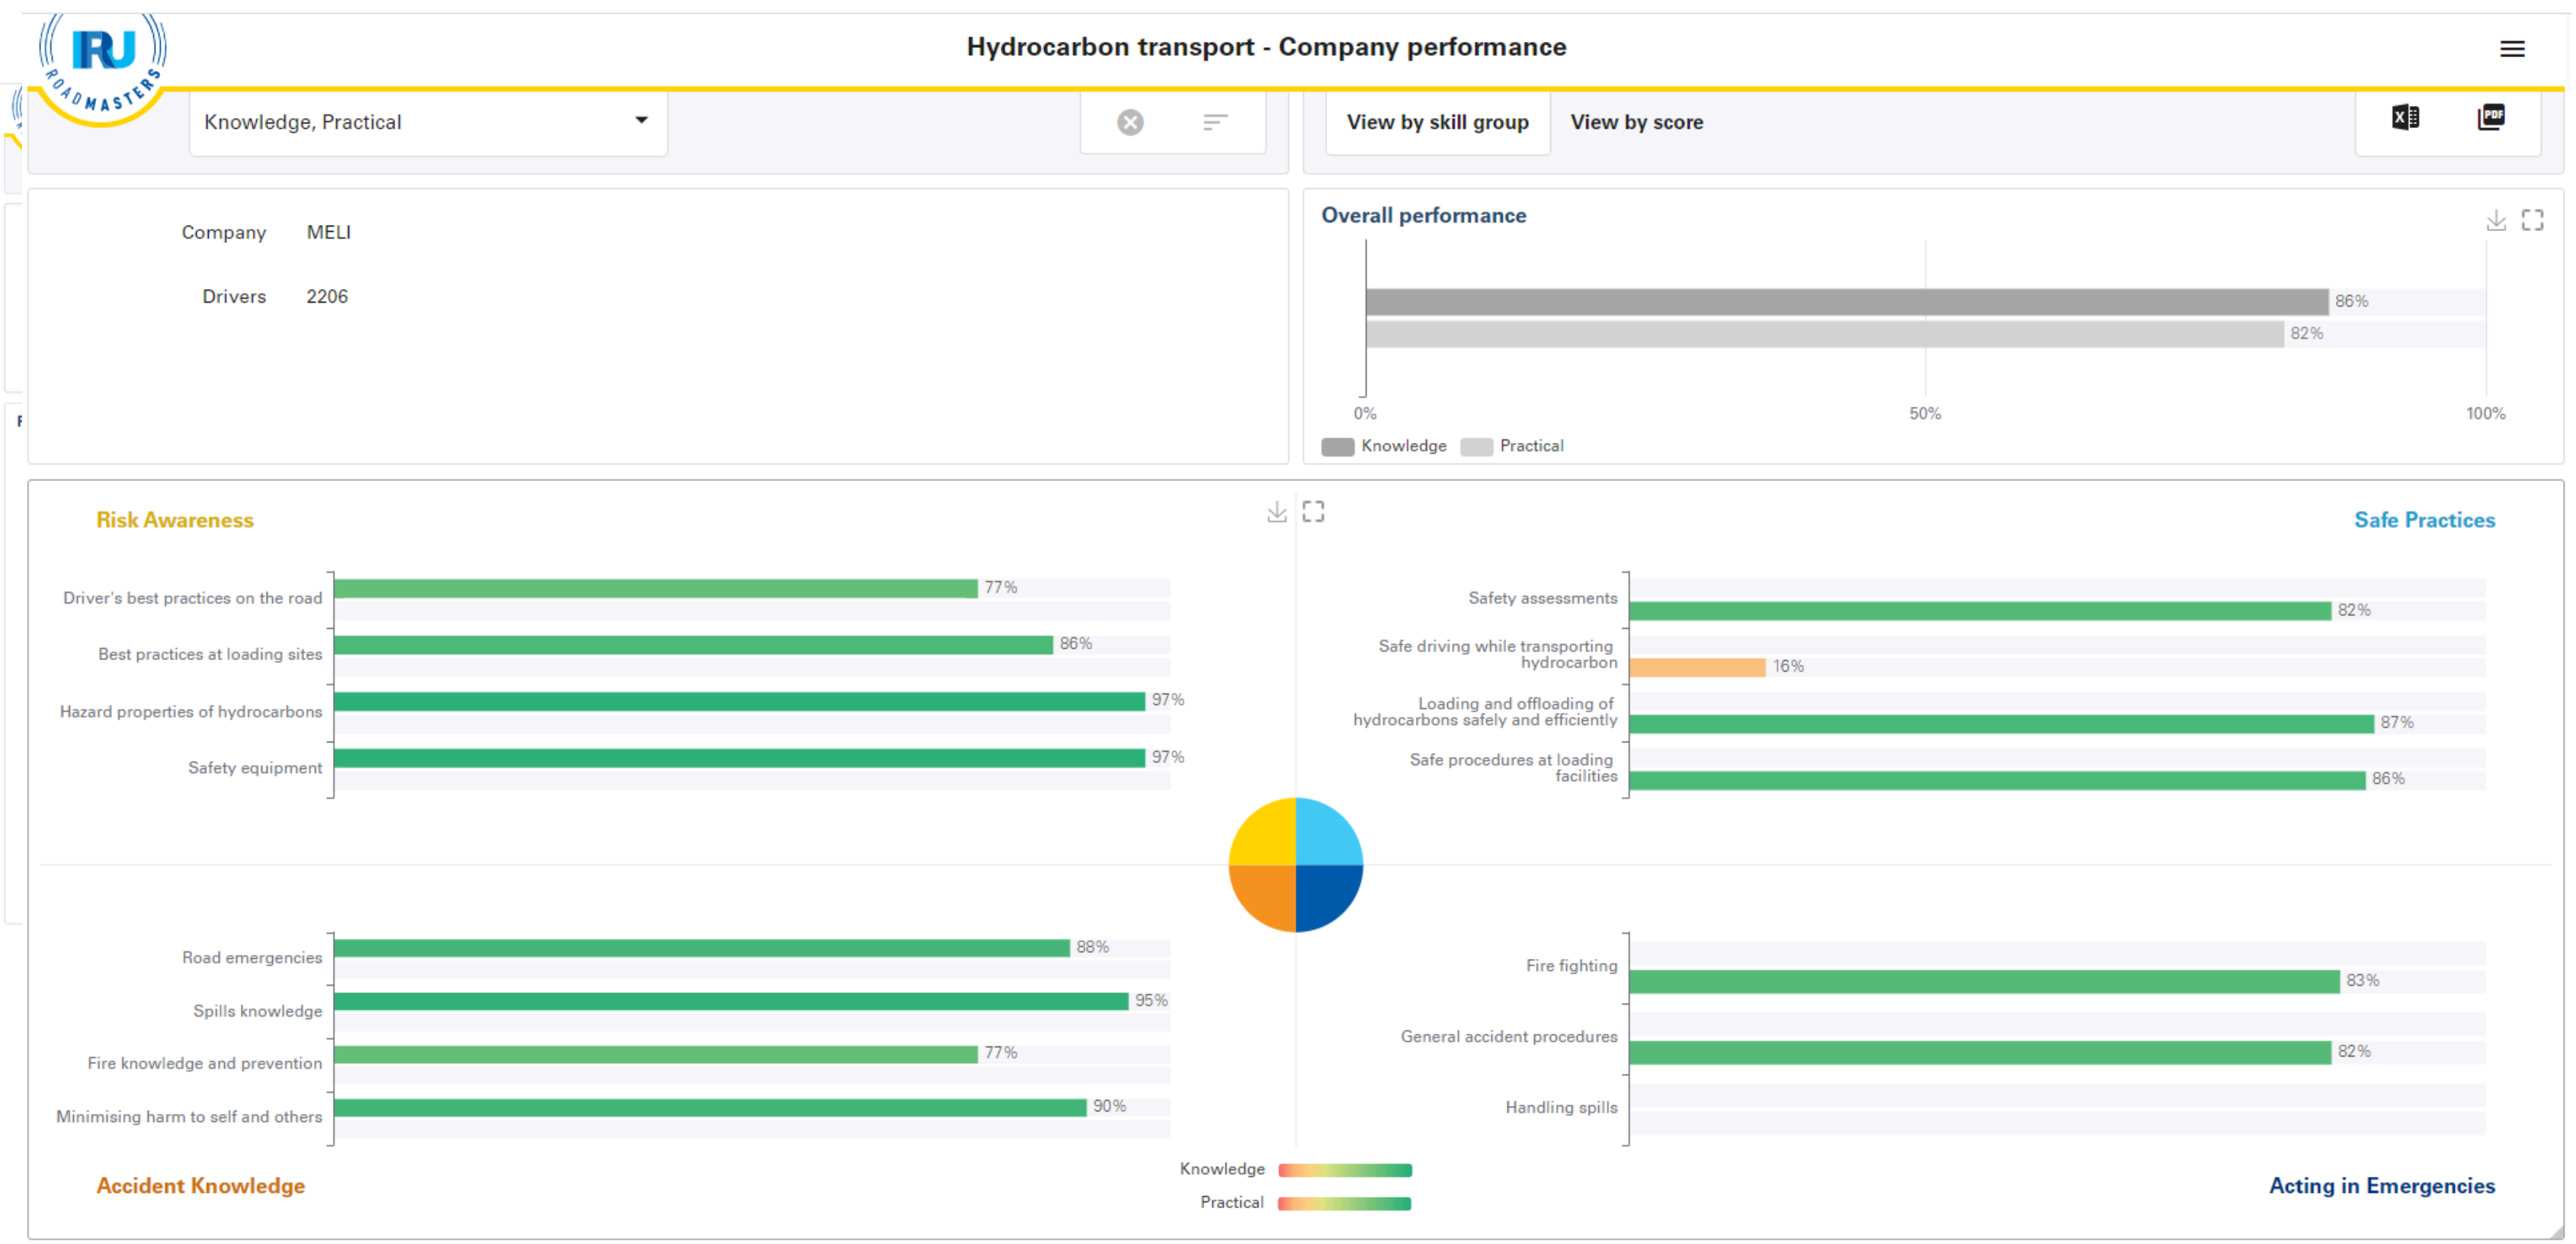 IRU
ROADMASTERS
Hydrocarbon transport - Company performance
Knowledge, Practical
View by skill group
View by score
PDF
Company MELI
Drivers 2206
Overall performance
86%
82%
0% 50% 100%
Knowledge Practical
Risk Awareness
Driver's best practices on the road 77%
Best practices at loading sites 86%
Hazard properties of hydrocarbons 97%
Safety equipment 97%
Safe Practices
Safety assessments 82%
Safe driving while transporting
hydrocarbon 16%
Loading and offloading of
hydrocarbons safely and efficiently 87%
Safe procedures at loading
facilities 86%
Road emergencies 88%
Spills knowledge 95%
Fire knowledge and prevention 77%
Minimising harm to self and others 90%
Accident Knowledge
Fire fighting 83%
General accident procedures 82%
Handling spills
Acting in Emergencies
Knowledge
Practical